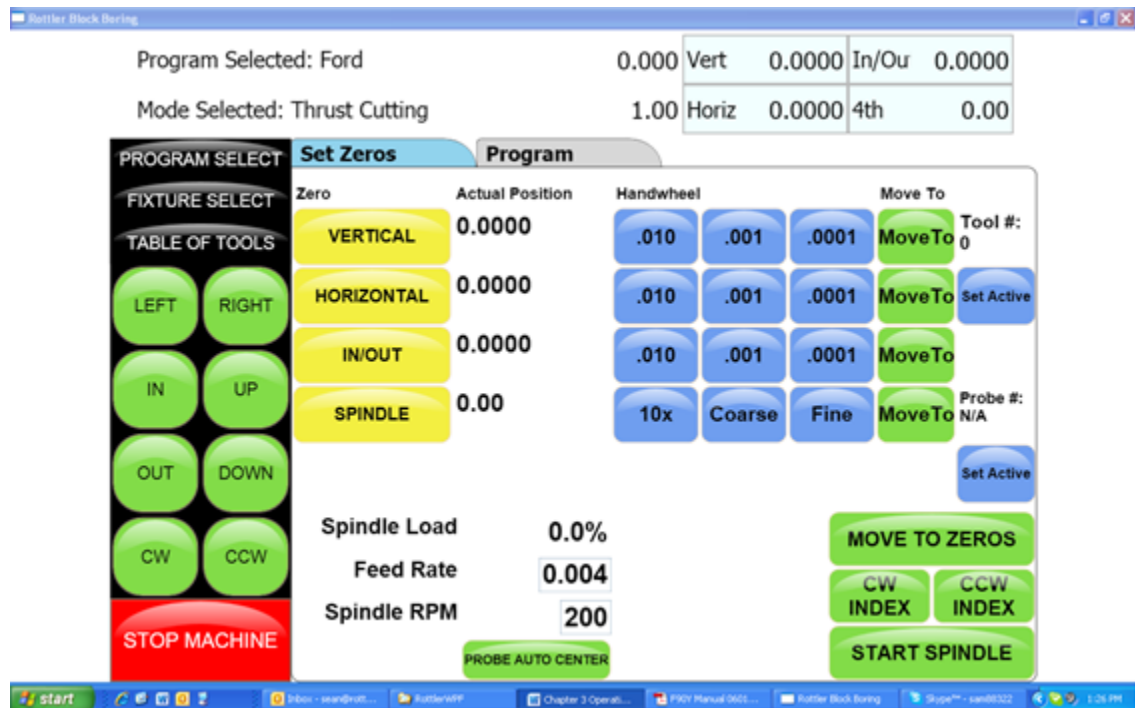 Rottler Block Boring
Program Selected: Ford 0.000 Vert 0.0000 In/Our 0.0000
Mode Selected: Thrust Cutting 1.00 Horiz 0.0000 4th 0.00
PROGRAM SELECT Set Zeros Program
FIXTURE SELECT Zero Actual Position Handwheel Move To
TABLE OF TOOLS VERTICAL 0.0000 .010 .001 .0001 MoveTo Tool #:
0
LEFT RIGHT HORIZONTAL 0.0000 .010 .001 .0001 MoveTo Set Active
IN/OUT 0.0000 .010 .001 .0001 MoveTo
IN UP SPINDLE 0.00 10x Coarse Fine MoveTo Probe #:
N/A
OUT DOWN Set Active
Spindle Load 0.0% MOVE TO ZEROS
CW CCW Feed Rate 0.004 CW INDEX CCW INDEX
Spindle RPM 200
STOP MACHINE PROBE AUTO CENTER START SPINDLE
start Inbox - sean@rott... RottlerWPF Chapter 3 Operati... F90Y Manual 0601... Rottler Block Boring Skype™ - sam88322 1:26 PM